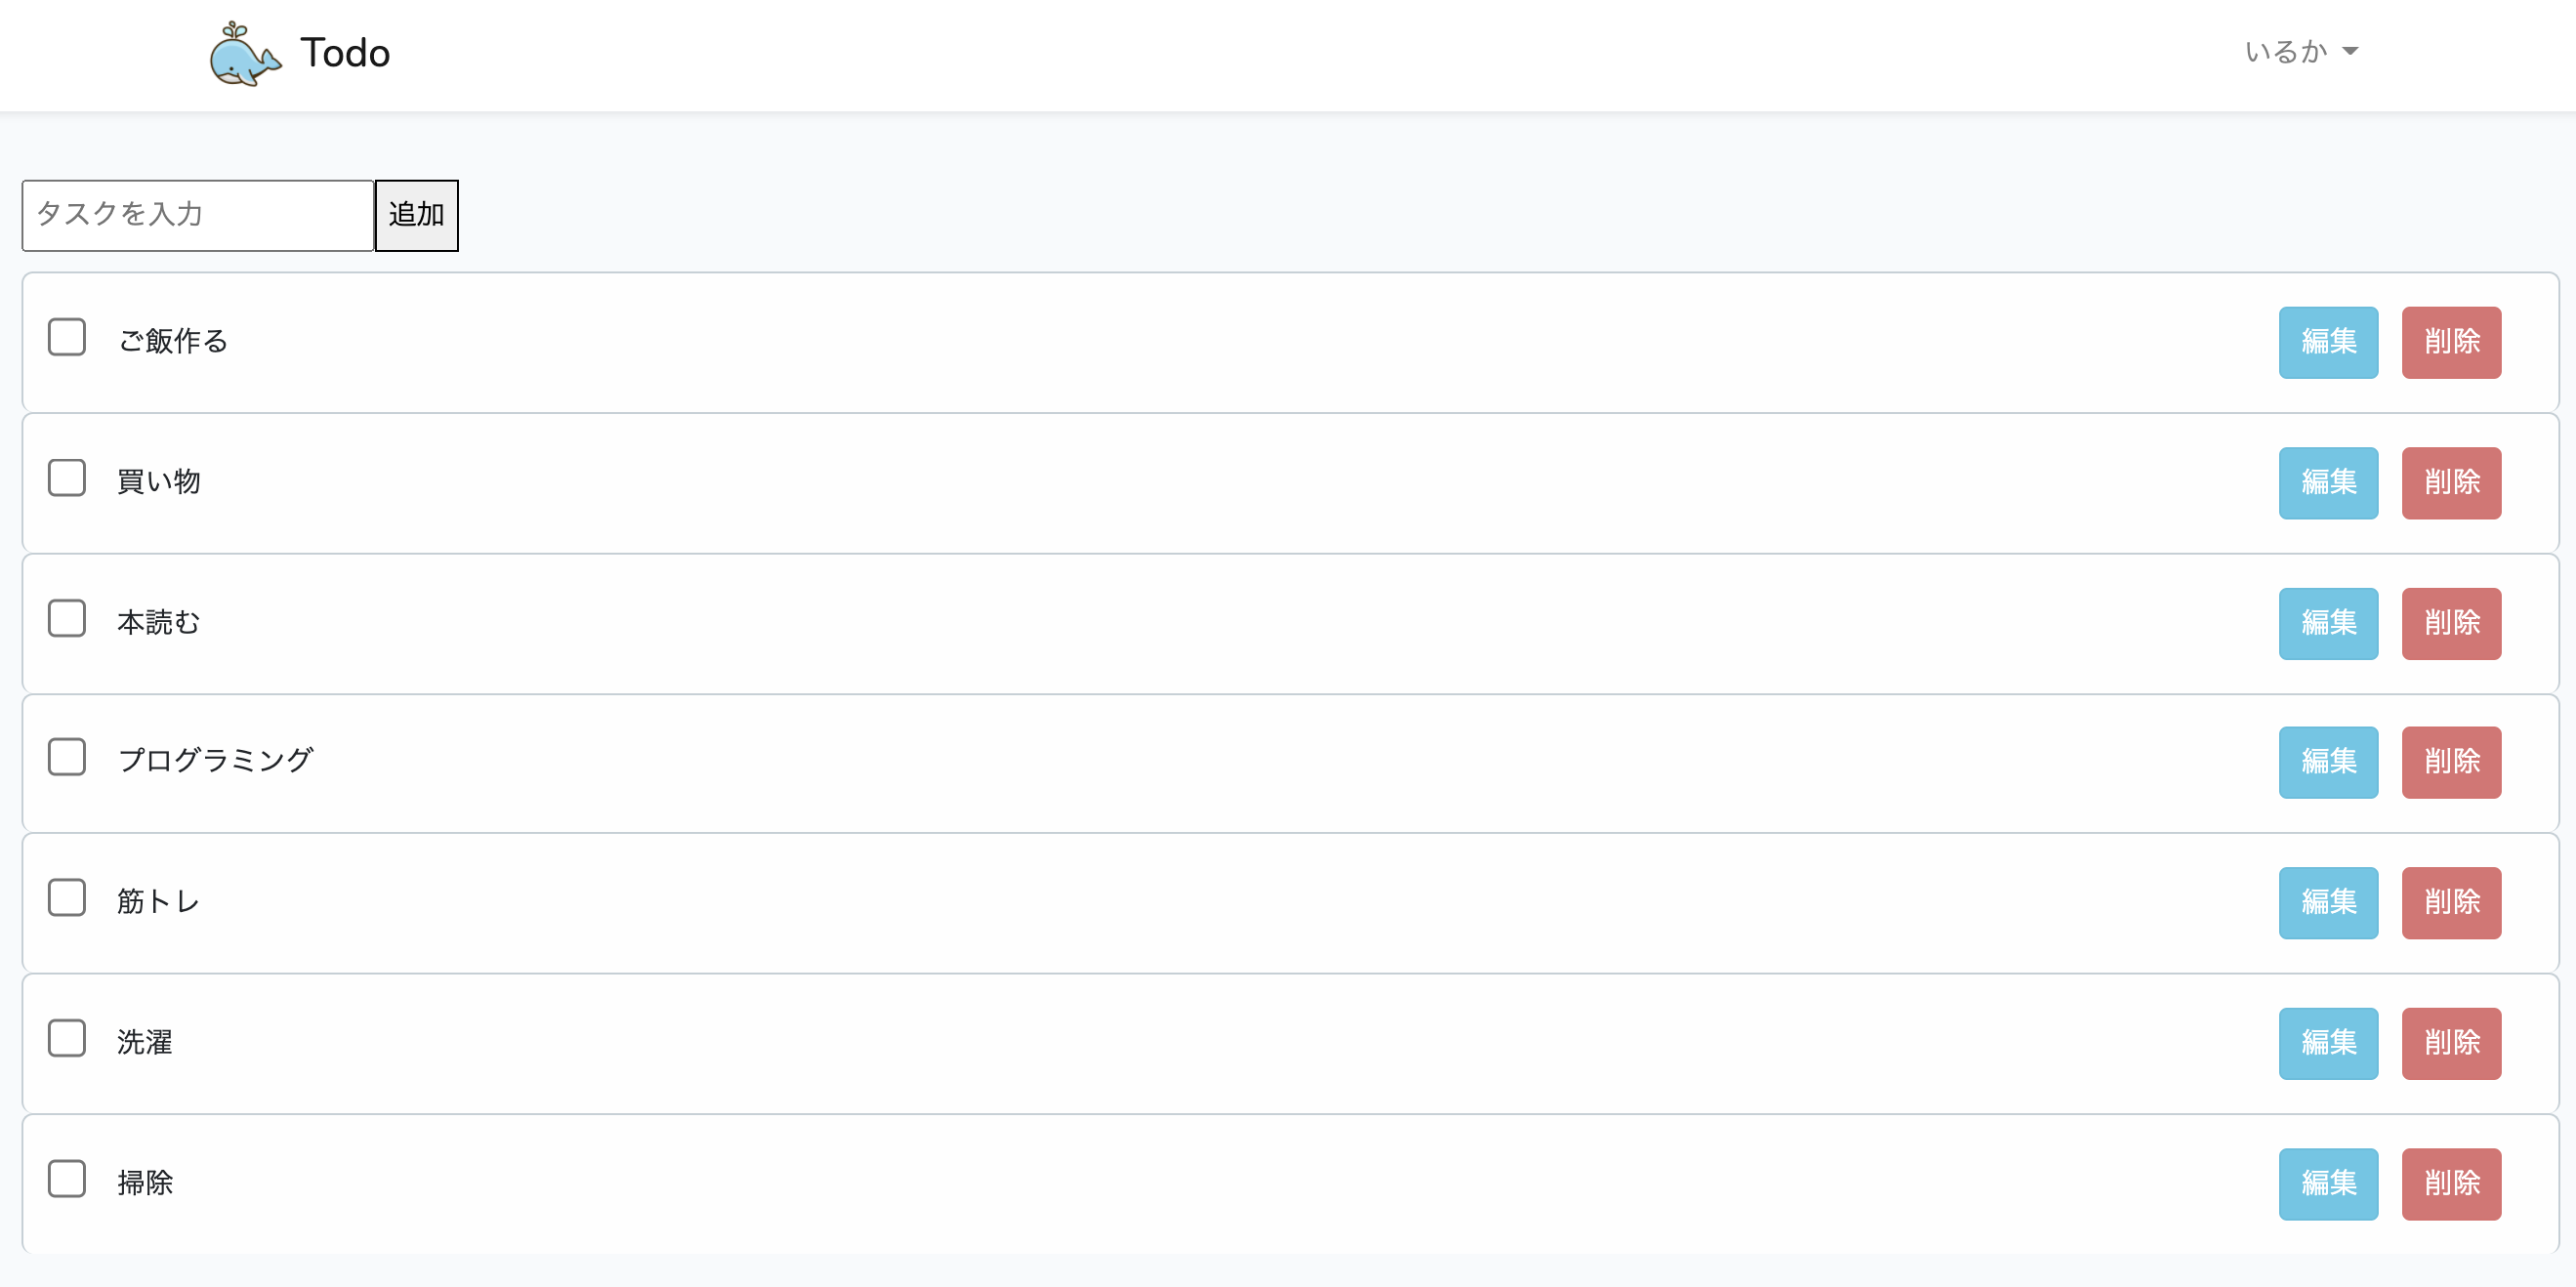 Todo いるか
タスクを入力 追加
ご飯作る 編集 削除
買い物 編集 削除
本読む 編集 削除
プログラミング 編集 削除
筋トレ 編集 削除
洗濯 編集 削除
掃除 編集 削除